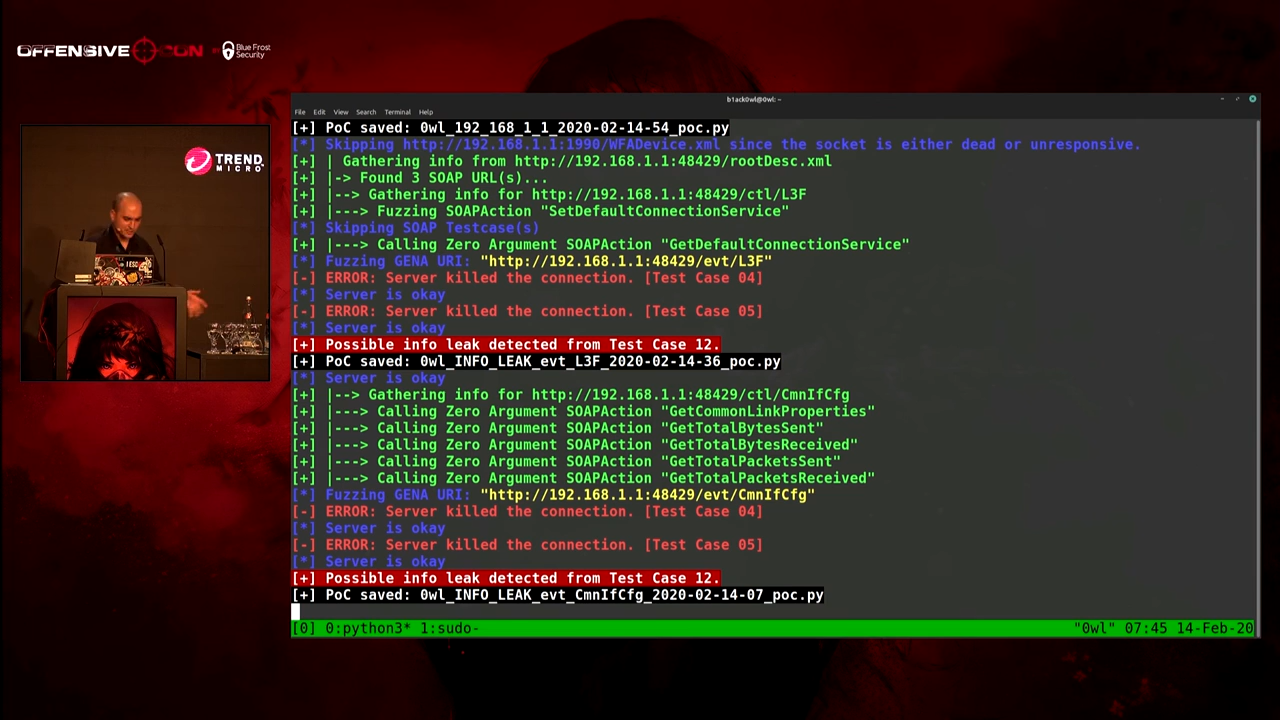 OFFENSIVE CON BY Blue Frost Security
TREND MICRO
b1ack0wl@0wl: ~
File Edit View Search Terminal Help
[+] PoC saved: 0wl_192_168_1_1_2020-02-14-54_poc.py
[*] Skipping http://192.168.1.1:1990/WFADevice.xml since the socket is either dead or unresponsive.
[+] | Gathering info from http://192.168.1.1:48429/rootDesc.xml
[+] |-> Found 3 SOAP URL(s)...
[+] |--> Gathering info for http://192.168.1.1:48429/ctl/L3F
[+] |---> Fuzzing SOAPAction "SetDefaultConnectionService"
[*] Skipping SOAP Testcase(s)
[+] |---> Calling Zero Argument SOAPAction "GetDefaultConnectionService"
[*] Fuzzing GENA URI: "http://192.168.1.1:48429/evt/L3F"
[-] ERROR: Server killed the connection. [Test Case 04]
[*] Server is okay
[-] ERROR: Server killed the connection. [Test Case 05]
[*] Server is okay
[+] Possible info leak detected from Test Case 12.
[+] PoC saved: 0wl_INFO_LEAK_evt_L3F_2020-02-14-36_poc.py
[*] Server is okay
[+] |--> Gathering info for http://192.168.1.1:48429/ctl/CmnIfCfg
[+] |---> Calling Zero Argument SOAPAction "GetCommonLinkProperties"
[+] |---> Calling Zero Argument SOAPAction "GetTotalBytesSent"
[+] |---> Calling Zero Argument SOAPAction "GetTotalBytesReceived"
[+] |---> Calling Zero Argument SOAPAction "GetTotalPacketsSent"
[+] |---> Calling Zero Argument SOAPAction "GetTotalPacketsReceived"
[*] Fuzzing GENA URI: "http://192.168.1.1:48429/evt/CmnIfCfg"
[-] ERROR: Server killed the connection. [Test Case 04]
[*] Server is okay
[-] ERROR: Server killed the connection. [Test Case 05]
[*] Server is okay
[+] Possible info leak detected from Test Case 12.
[+] PoC saved: 0wl_INFO_LEAK_evt_CmnIfCfg_2020-02-14-07_poc.py
[0] 0:python3* 1:sudo- "0wl" 07:45 14-Feb-20